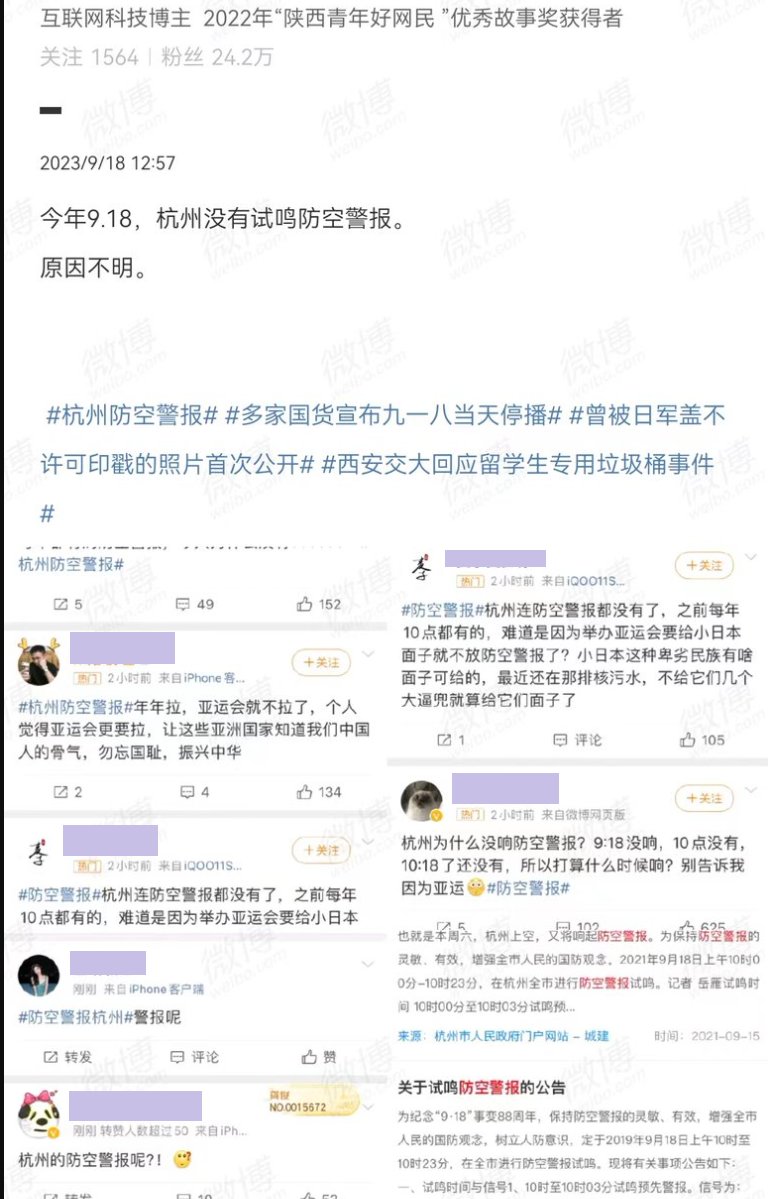 互联网科技博主 2022年“陕西青年好网民 ”优秀故事奖获得者
关注 1564 | 粉丝 24.2万
2023/9/18 12:57
今年9.18，杭州没有试鸣防空警报。
原因不明。
#杭州防空警报# #多家国货宣布九一八当天停播# #曾被日军盖不
许可印戳的照片首次公开# #西安交大回应留学生专用垃圾桶事件
#
杭州防空警报#
5 49 152
+关注
热门 2小时前 来自iPhone 客...
#杭州防空警报#年年拉，亚运会就不拉了，个人
觉得亚运会更要拉，让这些亚洲国家知道我们中国
人的骨气，勿忘国耻，振兴中华
2 4 134
+关注
热门 2小时前 来自iQOO11S...
#防空警报#杭州连防空警报都没有了，之前每年
10点都有的，难道是因为举办亚运会要给小日本
刚刚 来自iPhone客户端
#防空警报杭州#警报呢
转发 评论 赞
NO.0015672
刚刚 转赞人数超过50 来自iPh...
杭州的防空警报呢?！
+关注
热门 2小时前 来自iQOO11S...
#防空警报#杭州连防空警报都没有了，之前每年
10点都有的，难道是因为举办亚运会要给小日本
面子就不放防空警报了？小日本这种卑劣民族有啥
面子可给的，最近还在那排核污水，不给它们几个
大逼兜就算给它们面子了
1 评论 105
+关注
热门 2小时前 来自微博网页版
杭州为什么没响防空警报？9:18没响，10点没有，
10:18了还没有，所以打算什么时候响？别告诉我
因为亚运#防空警报#
5 102 625
也就是本周六，杭州上空，又将响起防空警报。为保持防空警报的
灵敏、有效，增强全市人民的国防观念，2021年9月18日上午10时0
0分-10时23分，在杭州全市进行防空警报试鸣。记者 岳雁试鸣时
间 10时00分至10时03分试鸣预...
来源：杭州市人民政府门户网站 - 城建 时间：2021-09-15
关于试鸣防空警报的公告
为纪念“9·18”事变88周年，保持防空警报的灵敏、有效，增强全市
人民的国防观念，树立人防意识，定于2019年9月18日上午10时至
10时23分，在全市进行防空警报试鸣。现将有关事项公告如下：
一、试鸣时间与信号1、10时至10时03分试鸣预先警报。信号为：
微博
weibo.com